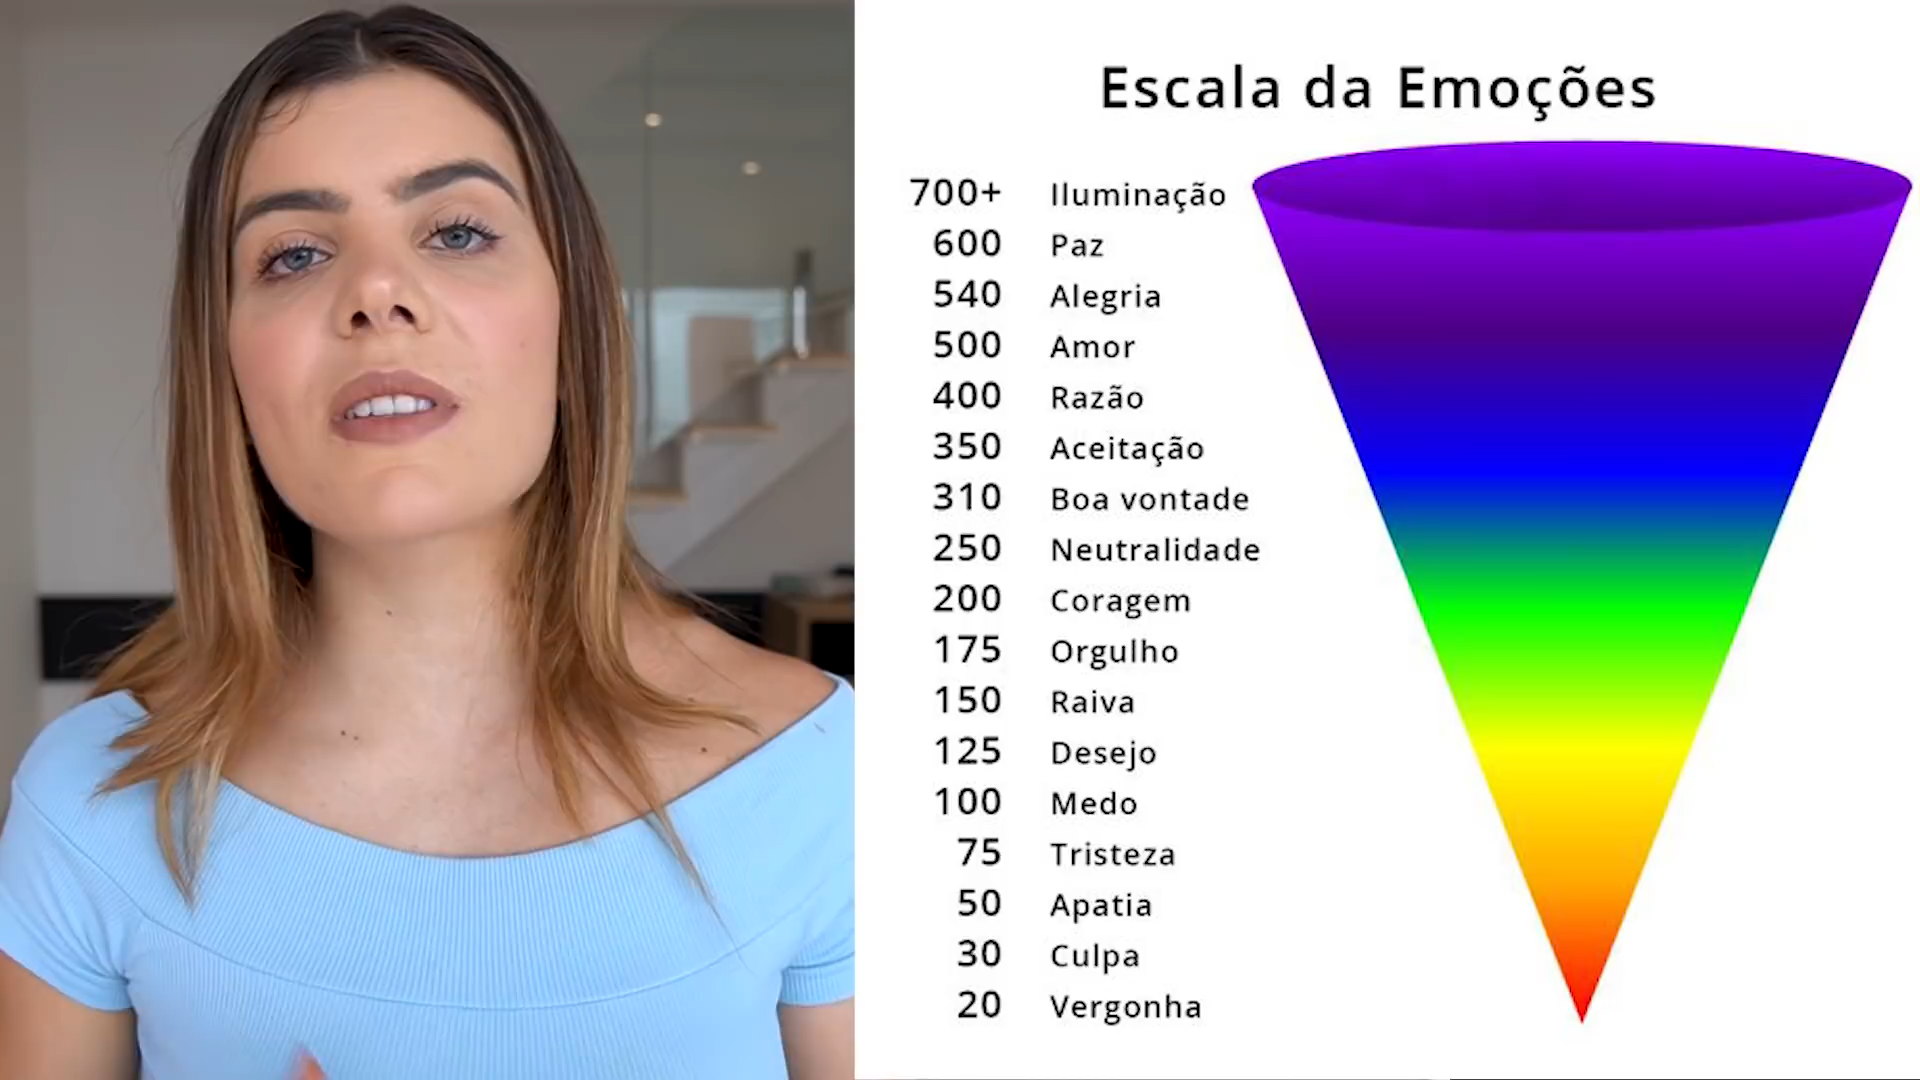 Escala da Emoções
700+ Iluminação
600 Paz
540 Alegria
500 Amor
400 Razão
350 Aceitação
310 Boa vontade
250 Neutralidade
200 Coragem
175 Orgulho
150 Raiva
125 Desejo
100 Medo
75 Tristeza
50 Apatia
30 Culpa
20 Vergonha